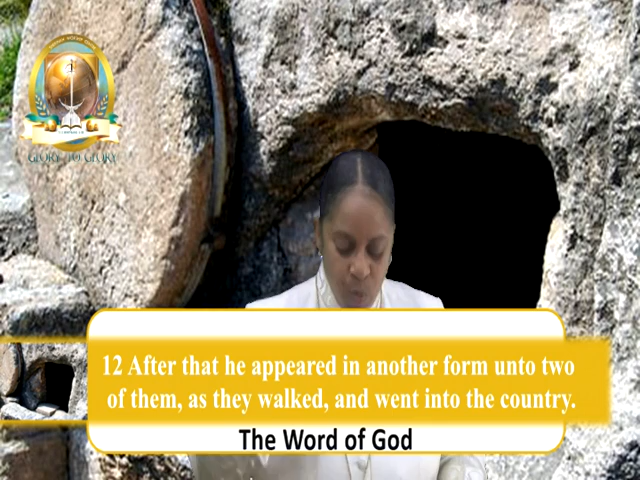 GLORY TO GLORY
12 After that he appeared in another form unto two
of them, as they walked, and went into the country.
The Word of God